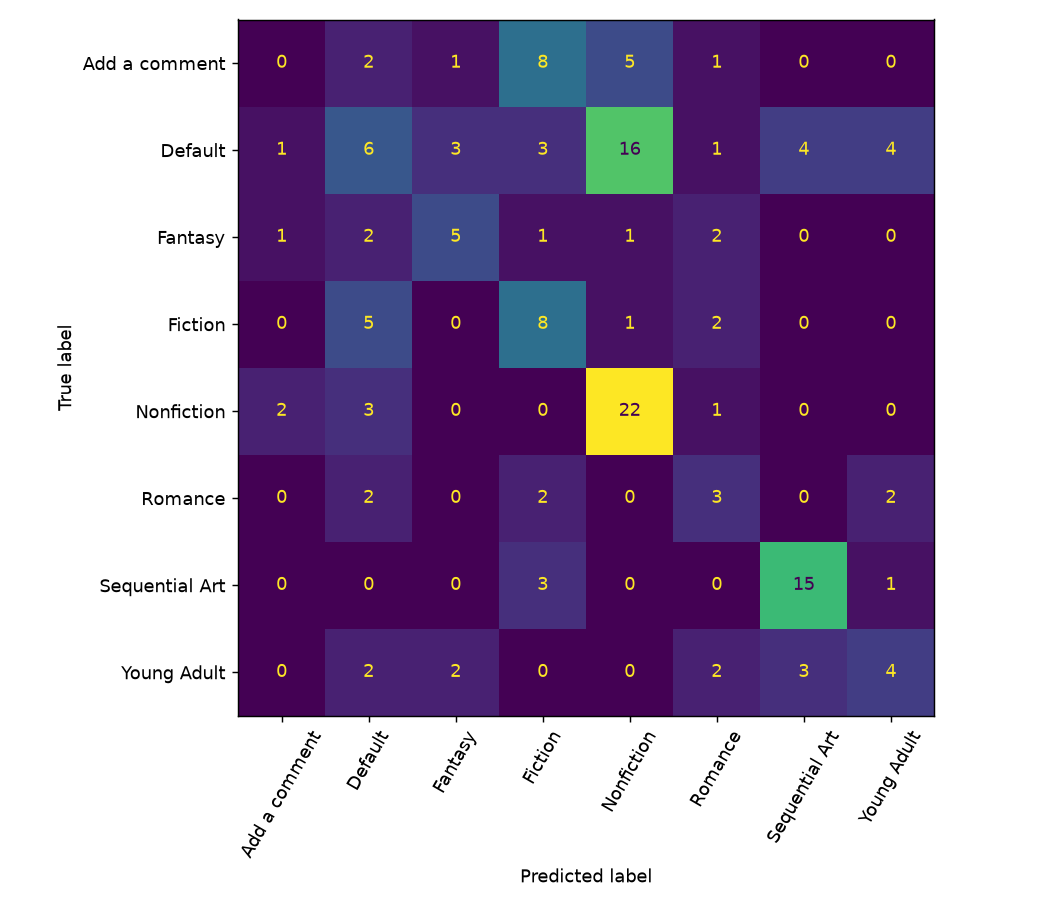 Add a comment 0 2 1 8 5 1 0 0
Default 1 6 3 3 16 1 4 4
Fantasy 1 2 5 1 1 2 0 0
Fiction 0 5 0 8 1 2 0 0
Nonfiction 2 3 0 0 22 1 0 0
Romance 0 2 0 2 0 3 0 2
Sequential Art 0 0 0 3 0 0 15 1
Young Adult 0 2 2 0 0 2 3 4
True label
Add a comment
Default
Fantasy
Fiction
Nonfiction
Romance
Sequential Art
Young Adult
Predicted label